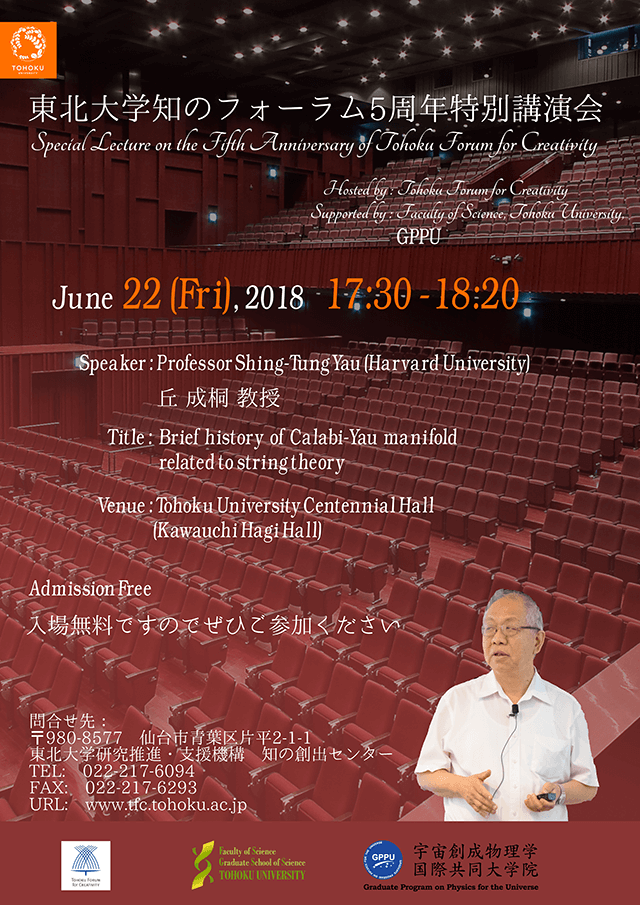 TOHOKU
UNIVERSITY
東北大学知のフォーラム5周年特別講演会
Special Lecture on the Fifth Anniversary of Tohoku Forum for Creativity
Hosted by : Tohoku Forum for Creativity
Supported by : Faculty of Science, Tohoku University,
GPPU
June 22 (Fri), 2018 17:30 - 18:20
Speaker : Professor Shing-Tung Yau (Harvard University)
丘 成桐 教授
Title : Brief history of Calabi-Yau manifold
related to string theory
Venue : Tohoku University Centennial Hall
(Kawauchi Hagi Hall)
Admission Free
入場無料ですのでぜひご参加ください
問合せ先：
〒980-8577 仙台市青葉区片平2-1-1
東北大学研究推進・支援機構 知の創出センター
TEL: 022-217-6094
FAX: 022-217-6293
URL: www.tfc.tohoku.ac.jp
TOHOKU FORUM
for CREATIVITY
Faculty of Science
Graduate School of Science
TOHOKU UNIVERSITY
GPPU
宇宙創成物理学
国際共同大学院
Graduate Program on Physics for the Universe